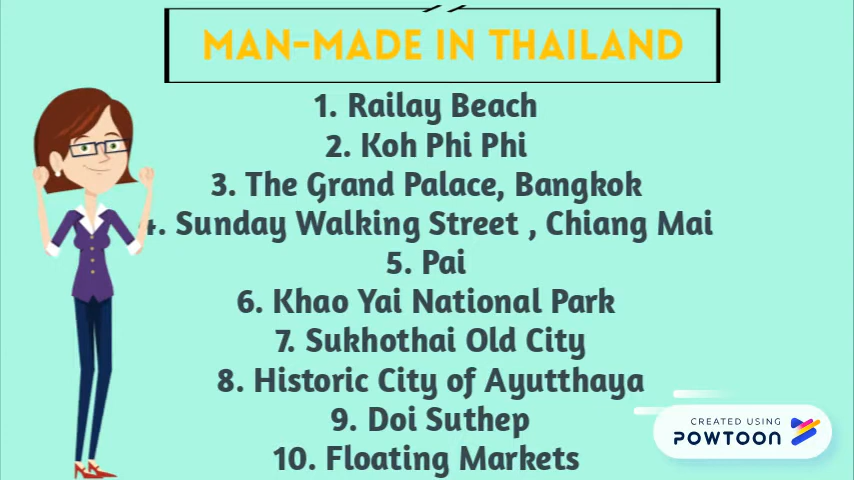 MAN-MADE IN THAILAND
1. Railay Beach
2. Koh Phi Phi
3. The Grand Palace, Bangkok
4. Sunday Walking Street , Chiang Mai
5. Pai
6. Khao Yai National Park
7. Sukhothai Old City
8. Historic City of Ayutthaya
9. Doi Suthep
10. Floating Markets
CREATED USING
POWTOON